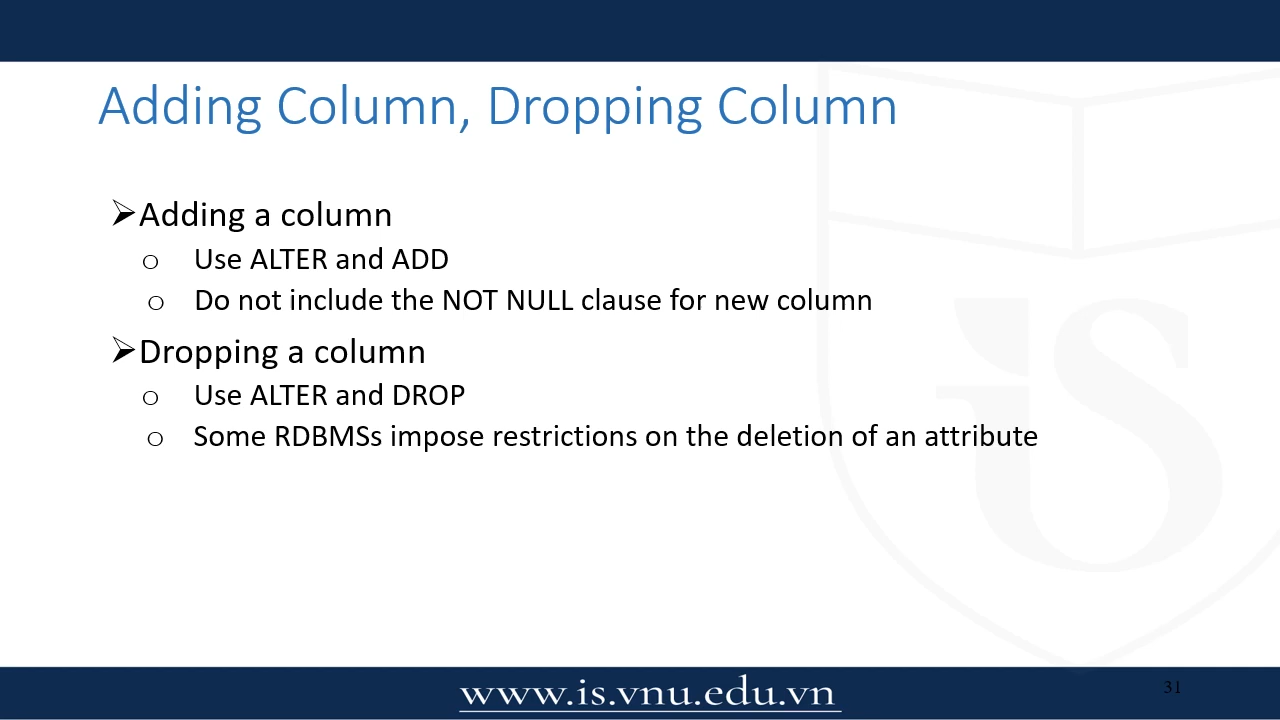 Adding Column, Dropping Column
➢Adding a column
o Use ALTER and ADD
o Do not include the NOT NULL clause for new column
➢Dropping a column
o Use ALTER and DROP
o Some RDBMSs impose restrictions on the deletion of an attribute
iS
www.is.vnu.edu.vn
31